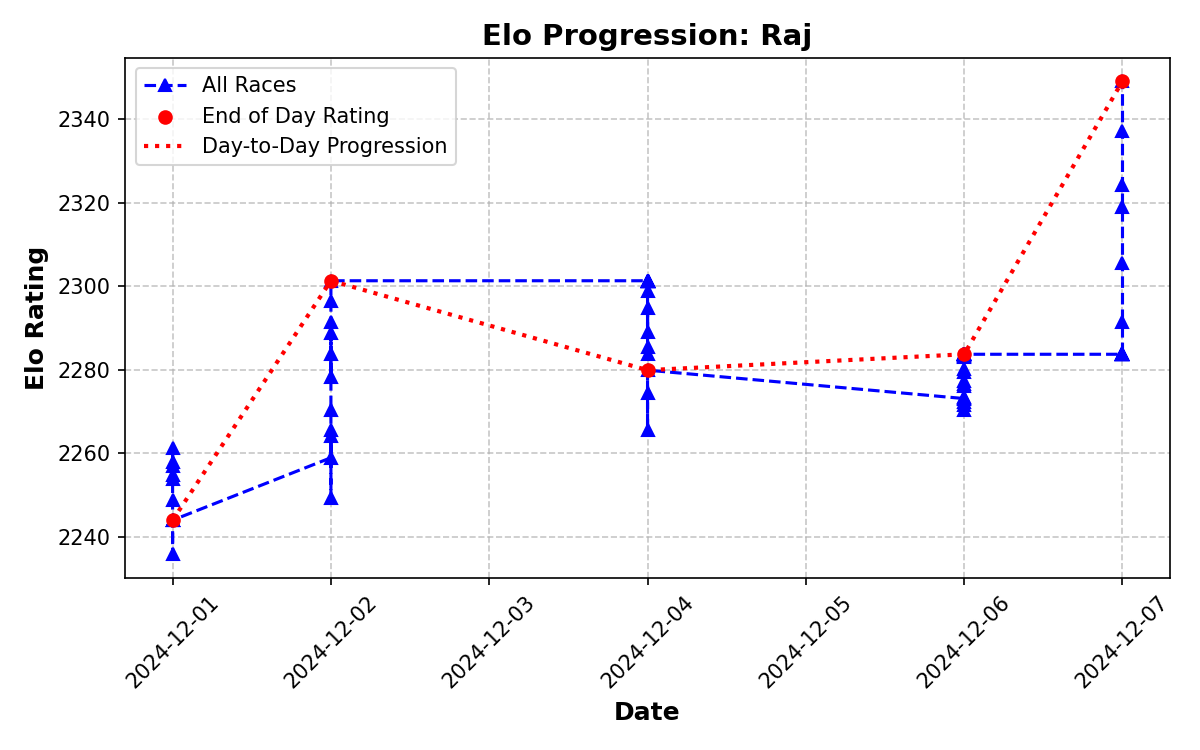 Elo Progression: Raj
All Races
End of Day Rating
Day-to-Day Progression
Elo Rating
2340
2320
2300
2280
2260
2240
2024-12-01
2024-12-02
2024-12-03
2024-12-04
2024-12-05
2024-12-06
2024-12-07
Date